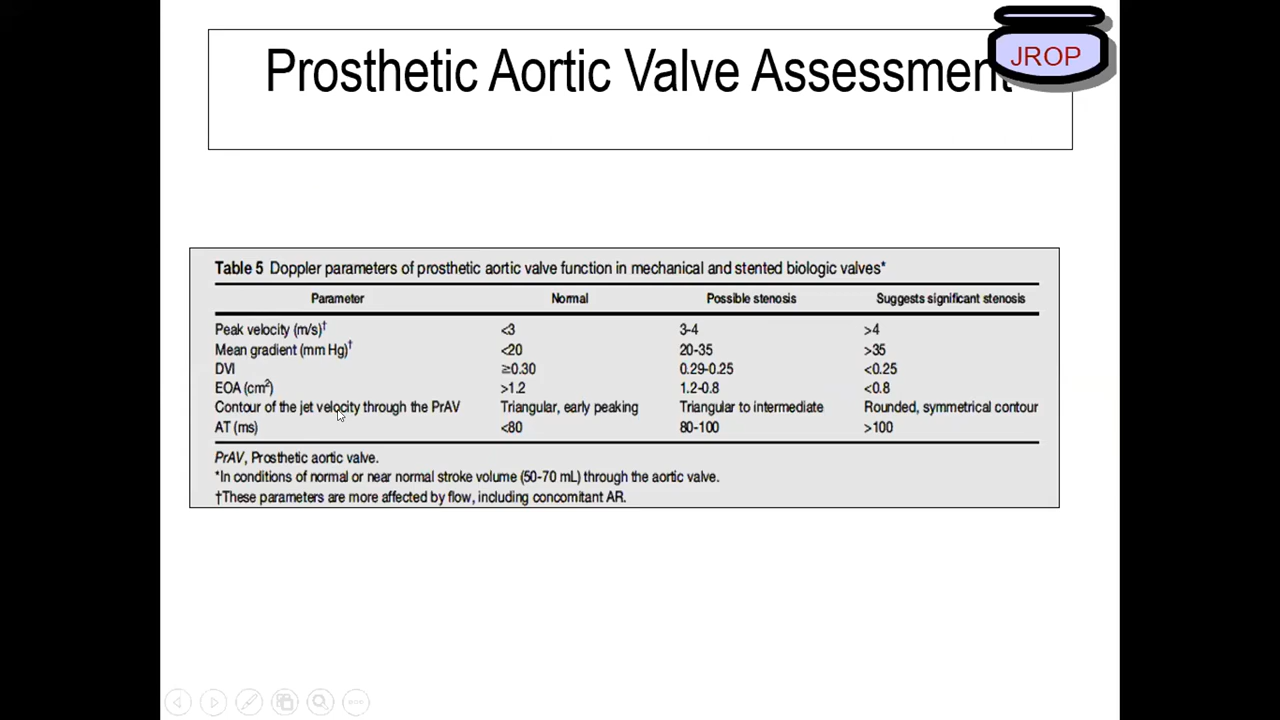 Prosthetic Aortic Valve Assessment
JROP
Table 5 Doppler parameters of prosthetic aortic valve function in mechanical and stented biologic valves*
Parameter Normal Possible stenosis Suggests significant stenosis
Peak velocity (m/s)† <3 3-4 >4
Mean gradient (mm Hg)† <20 20-35 >35
DVI ≥0.30 0.29-0.25 <0.25
EOA (cm²) >1.2 1.2-0.8 <0.8
Contour of the jet velocity through the PrAV Triangular, early peaking Triangular to intermediate Rounded, symmetrical contour
AT (ms) <80 80-100 >100
PrAV, Prosthetic aortic valve.
*In conditions of normal or near normal stroke volume (50-70 mL) through the aortic valve.
†These parameters are more affected by flow, including concomitant AR.